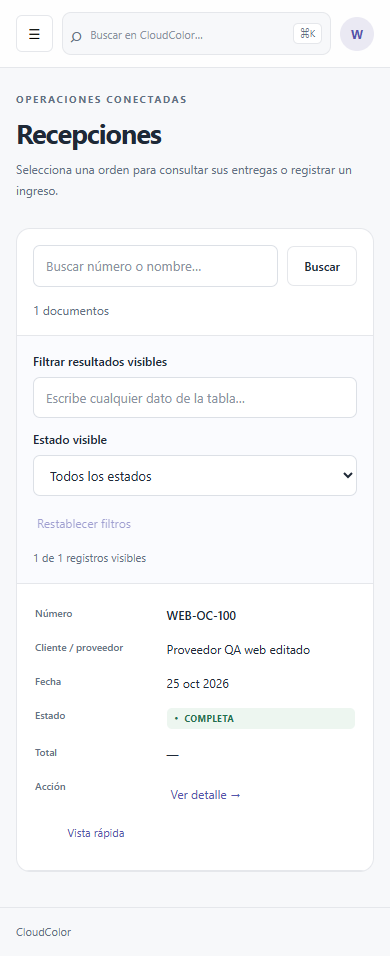 ☰
Buscar en CloudColor...
⌘K
W
OPERACIONES CONECTADAS
Recepciones
Selecciona una orden para consultar sus entregas o registrar un
ingreso.
Buscar número o nombre...
Buscar
1 documentos
Filtrar resultados visibles
Escribe cualquier dato de la tabla...
Estado visible
Todos los estados
Restablecer filtros
1 de 1 registros visibles
Número
WEB-OC-100
Cliente / proveedor
Proveedor QA web editado
Fecha
25 oct 2026
Estado
• COMPLETA
Total
—
Acción
Ver detalle →
Vista rápida
CloudColor